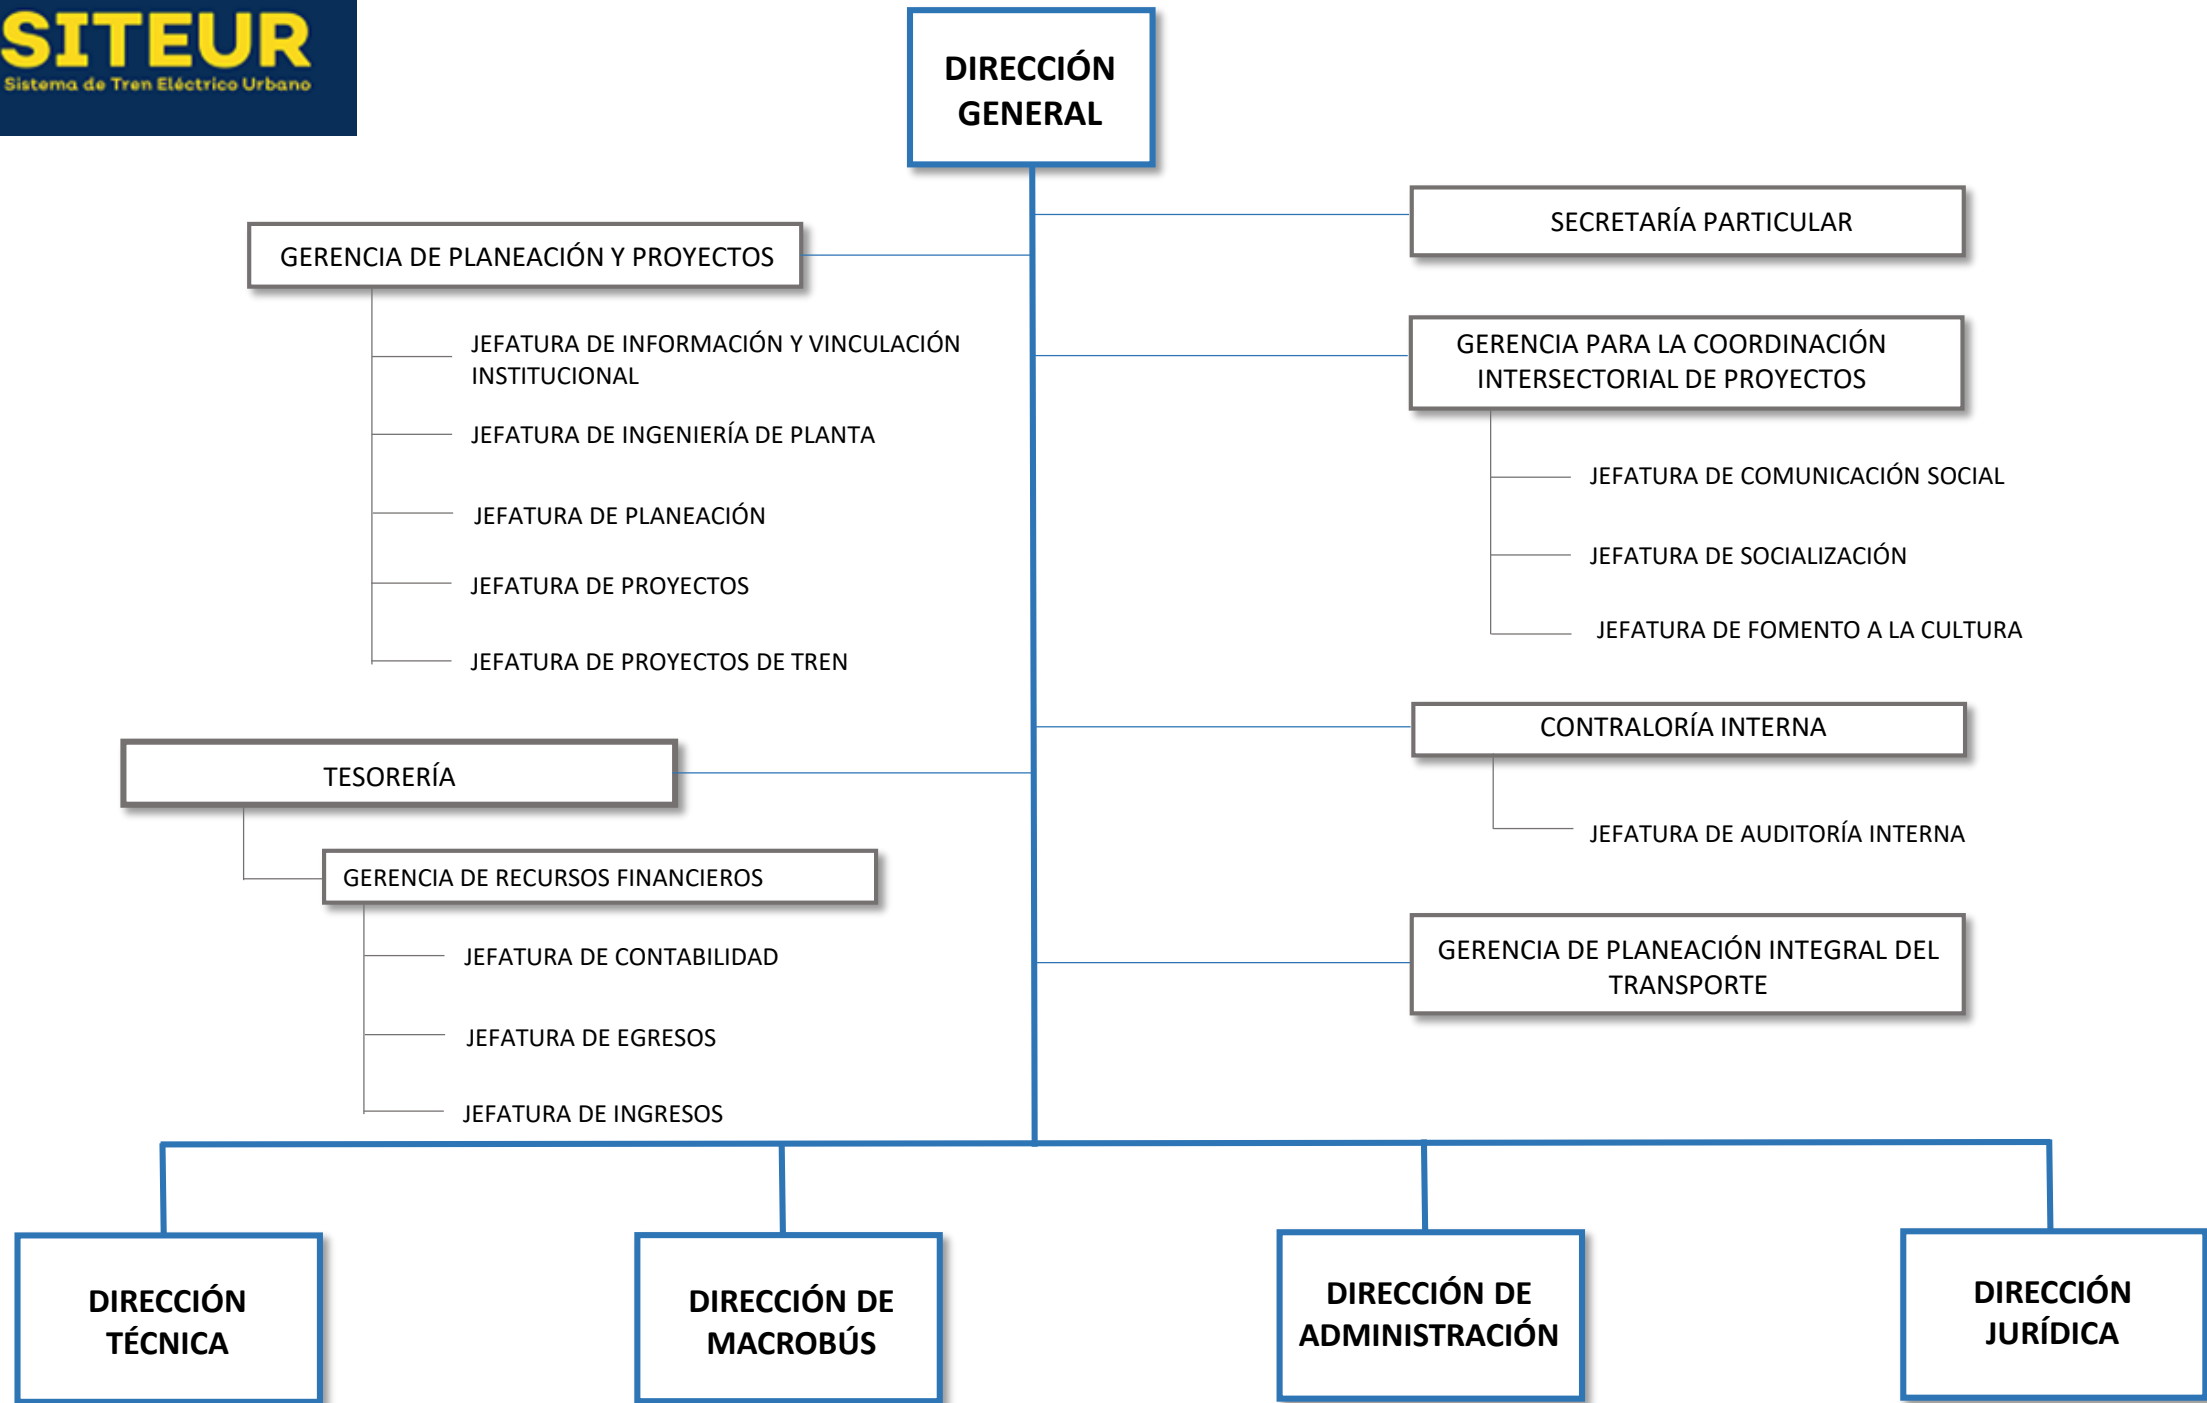 SITEUR
Sistema de Tren Eléctrico Urbano
DIRECCIÓN
GENERAL
GERENCIA DE PLANEACIÓN Y PROYECTOS
JEFATURA DE INFORMACIÓN Y VINCULACIÓN
INSTITUCIONAL
JEFATURA DE INGENIERÍA DE PLANTA
JEFATURA DE PLANEACIÓN
JEFATURA DE PROYECTOS
JEFATURA DE PROYECTOS DE TREN
TESORERÍA
GERENCIA DE RECURSOS FINANCIEROS
JEFATURA DE CONTABILIDAD
JEFATURA DE EGRESOS
JEFATURA DE INGRESOS
SECRETARÍA PARTICULAR
GERENCIA PARA LA COORDINACIÓN
INTERSECTORIAL DE PROYECTOS
JEFATURA DE COMUNICACIÓN SOCIAL
JEFATURA DE SOCIALIZACIÓN
JEFATURA DE FOMENTO A LA CULTURA
CONTRALORÍA INTERNA
JEFATURA DE AUDITORÍA INTERNA
GERENCIA DE PLANEACIÓN INTEGRAL DEL
TRANSPORTE
DIRECCIÓN
TÉCNICA
DIRECCIÓN DE
MACROBÚS
DIRECCIÓN DE
ADMINISTRACIÓN
DIRECCIÓN
JURÍDICA